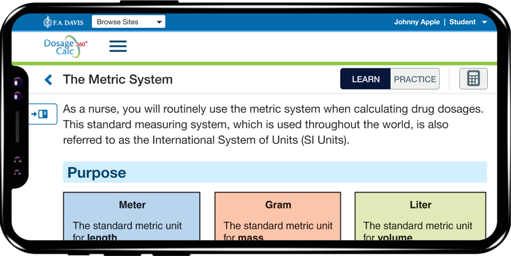 F.A. DAVIS
Browse Sites
Johnny Apple | Student
Dosage 360°
Calc
The Metric System
LEARN
PRACTICE
As a nurse, you will routinely use the metric system when calculating drug dosages.
This standard measuring system, which is used throughout the world, is also
referred to as the International System of Units (SI Units).
Purpose
Meter
The standard metric unit
for length
Gram
The standard metric unit
for mass
Liter
The standard metric unit
for volume